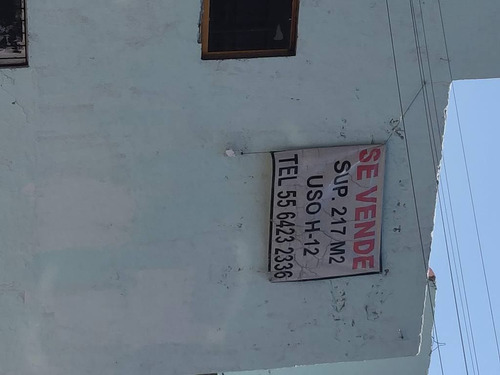 SE VENDE
SUP. 217 M2
USO H-12
TEL 55 6423 2336